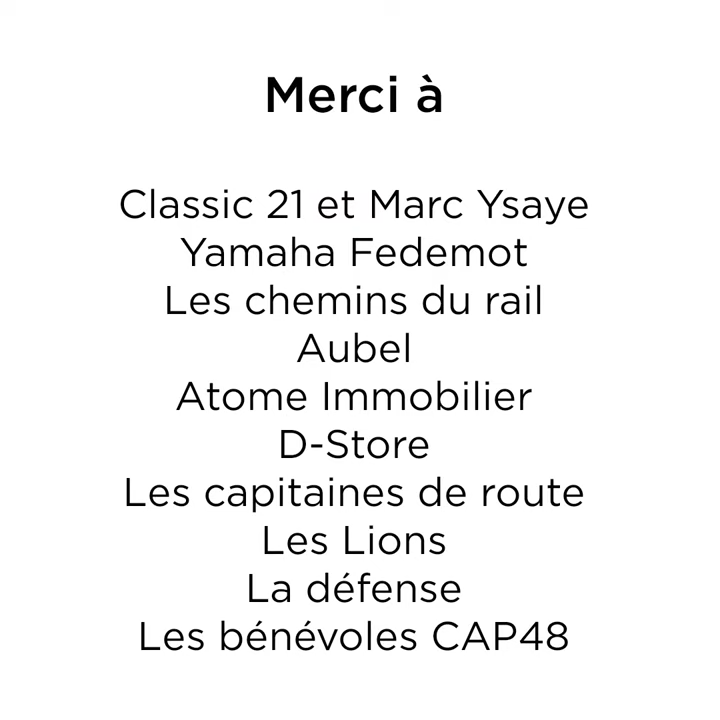 Merci à
Classic 21 et Marc Ysaye
Yamaha Fedemot
Les chemins du rail
Aubel
Atome Immobilier
D-Store
Les capitaines de route
Les Lions
La défense
Les bénévoles CAP48